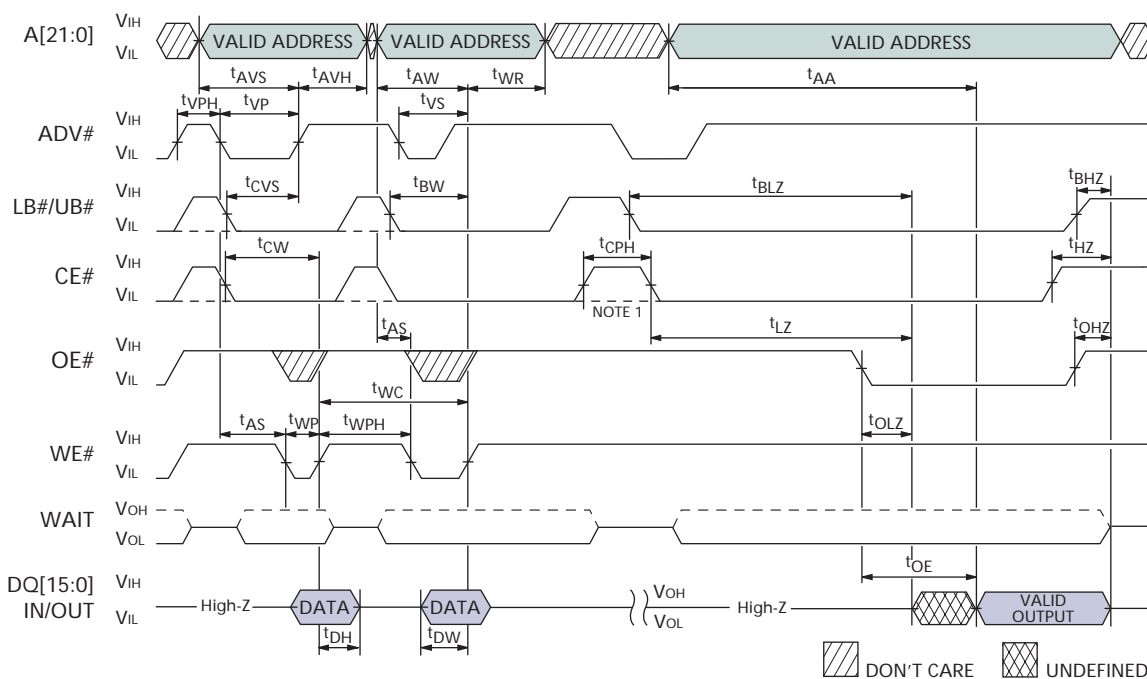 A[21:0] VIH
VIL
VALID ADDRESS VALID ADDRESS VALID ADDRESS
tAVS tAVH tAW tWR tAA
tVPH tVP tVS
ADV# VIH
VIL
tCVS tBW tBLZ tBHZ
LB#/UB# VIH
VIL
tCW tCPH tHZ
CE# VIH
VIL
NOTE 1
tAS tLZ tOHZ
OE# VIH
VIL
tWC
tAS tWP tWPH tOLZ
WE# VIH
VIL
WAIT VOH
VOL
tOE
DQ[15:0] VIH
IN/OUT VIL
High-Z DATA DATA VOH
VOL
High-Z VALID
OUTPUT
tDH tDW
DON'T CARE UNDEFINED